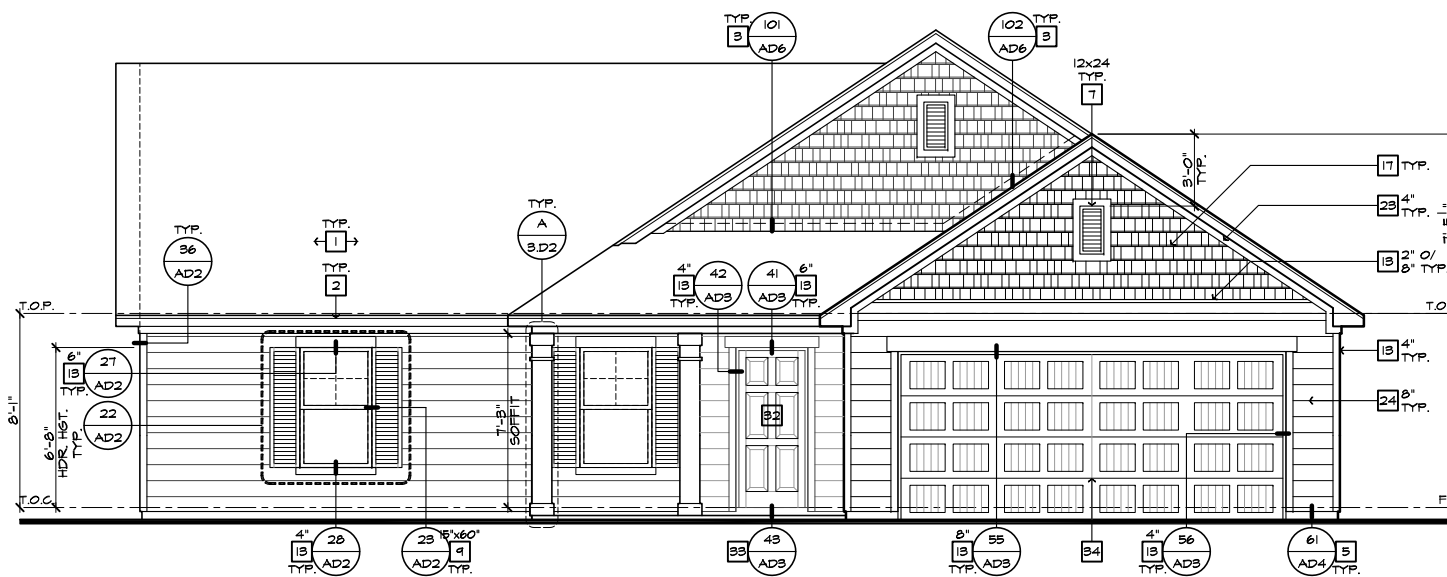 TYP.
3
101
AD6
102
AD6
TYP.
3
12x24
TYP.
7
3'-0"
TYP.
17 TYP.
23 4"
TYP.
13 2" O/
8" TYP.
TYP.
A
3.D2
TYP.
36
AD2
1
TYP.
2
4"
13
TYP.
42
AD3
41
AD3
6"
13
TYP.
T.O.P.
T.O
6"
13
TYP.
27
AD2
22
AD2
8'-1"
6'-8"
HDR. HGT.
TYP.
7'-3"
SOFFIT
32
13 4"
TYP.
24 8"
TYP.
T.O.C.
F
4"
13
TYP.
28
AD2
23
AD2
15"x60"
9
TYP.
33
43
AD3
8"
13
TYP.
55
AD3
34
4"
13
TYP.
56
AD3
61
AD4
5
TYP.